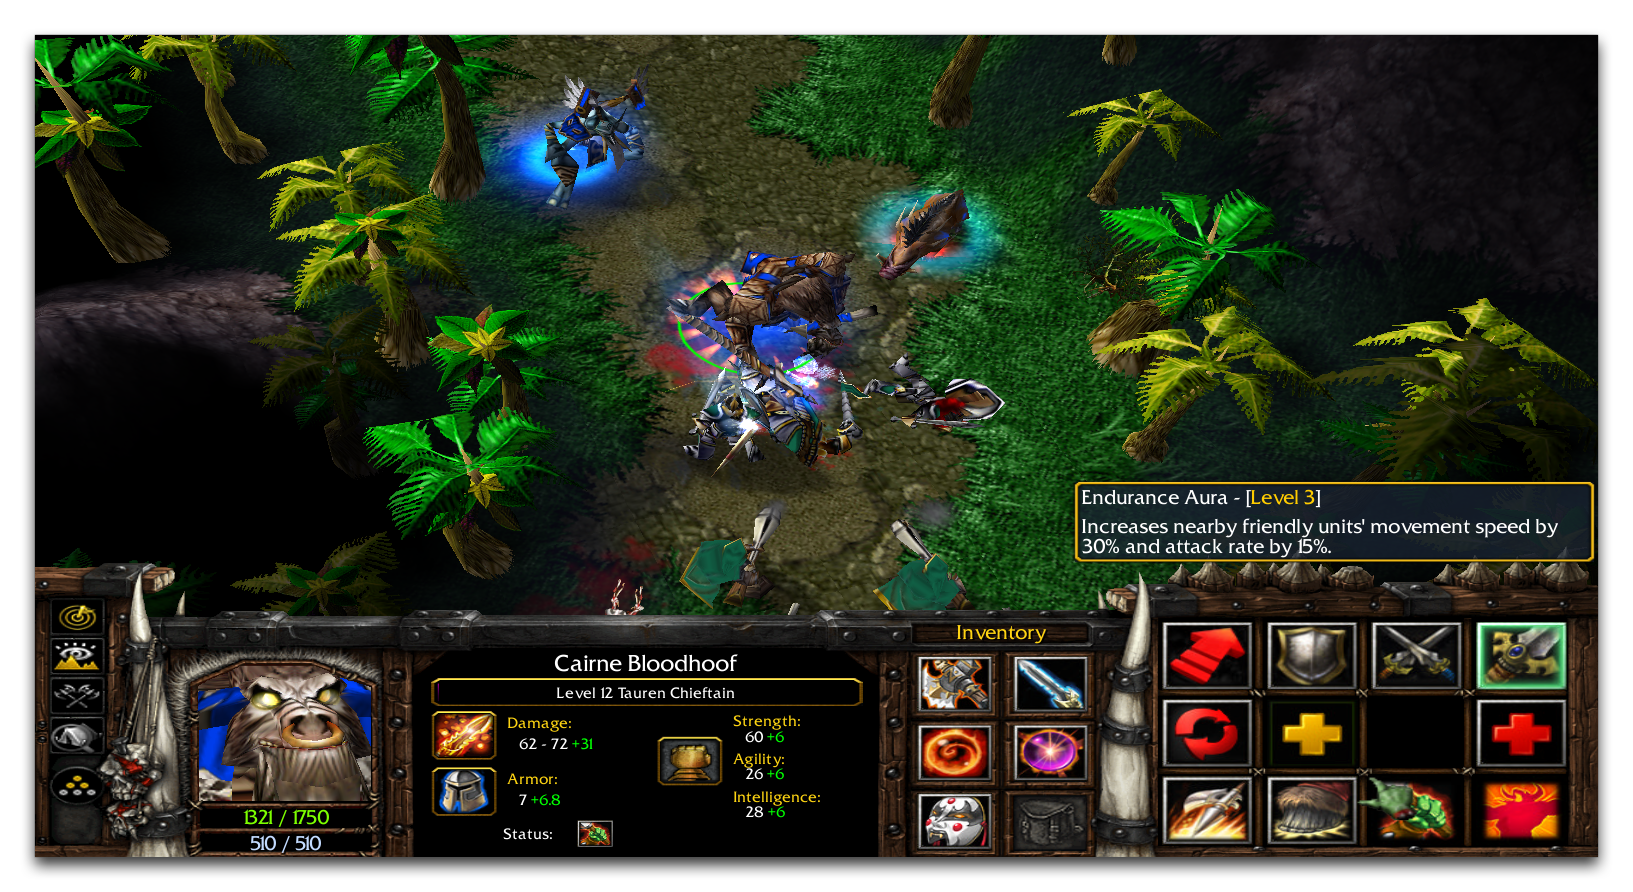 Endurance Aura - [Level 3]
Increases nearby friendly units' movement speed by
30% and attack rate by 15%.
Inventory
Cairne Bloodhoof
Level 12 Tauren Chieftain
Damage:
62 - 72 +31
Armor:
7 +6.8
Status:
Strength:
60 +6
Agility:
26 +6
Intelligence:
28 +6
1321 / 1750
510 / 510